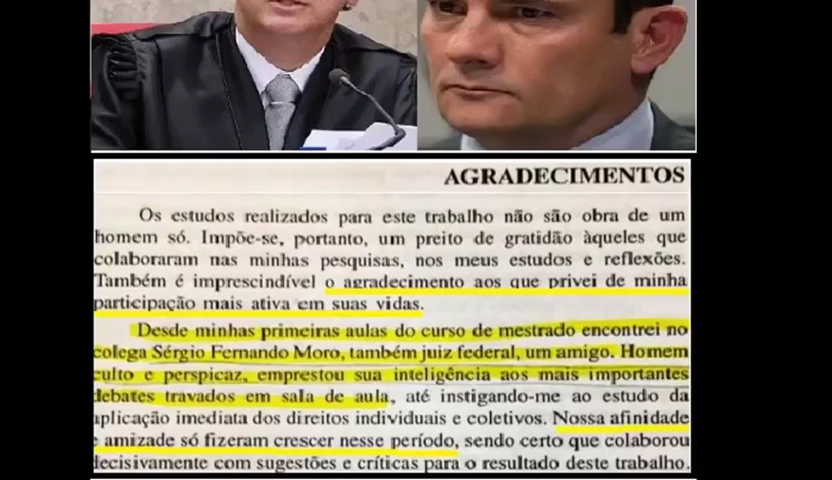 AGRADECIMENTOS
Os estudos realizados para este trabalho não são obra de um
homem só. Impõe-se, portanto, um preito de gratidão àqueles que
colaboraram nas minhas pesquisas, nos meus estudos e reflexões.
Também é imprescindível o agradecimento aos que privei de minha
participação mais ativa em suas vidas.
Desde minhas primeiras aulas do curso de mestrado encontrei no
colega Sérgio Fernando Moro, também juiz federal, um amigo. Homem
culto e perspicaz, emprestou sua inteligência aos mais importantes
debates travados em sala de aula, até instigando-me ao estudo da
aplicação imediata dos direitos individuais e coletivos. Nossa afinidade
e amizade só fizeram crescer nesse período, sendo certo que colaborou
decisivamente com sugestões e críticas para o resultado deste trabalho.